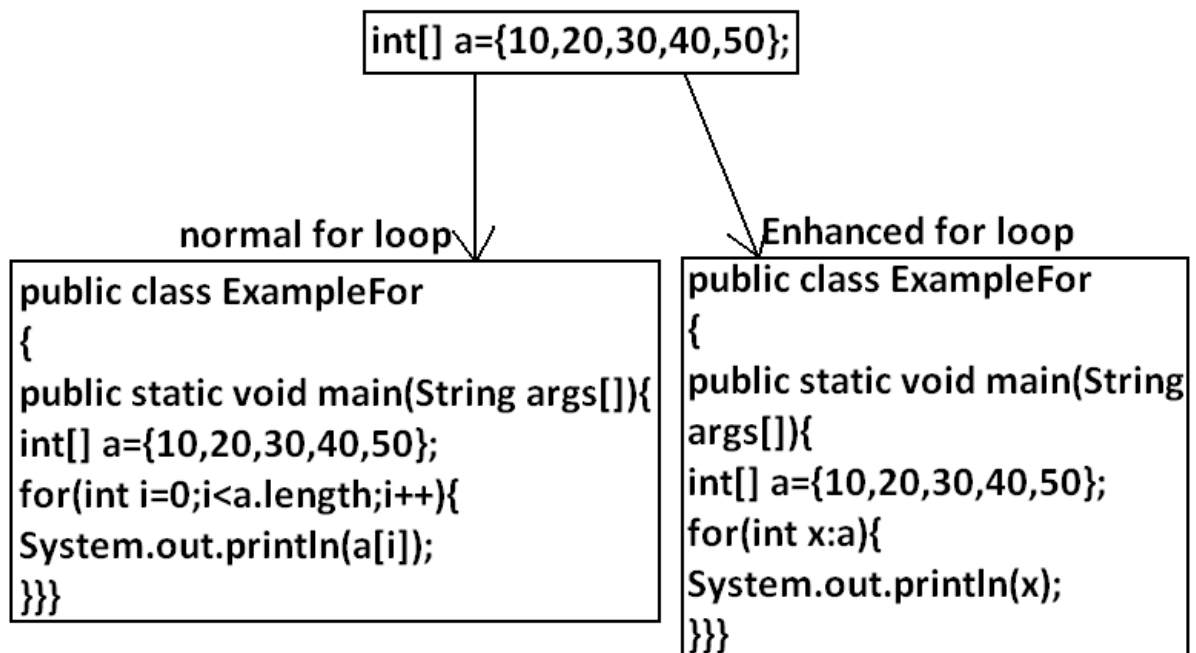 int[] a={10,20,30,40,50};
normal for loop
public class ExampleFor
{
public static void main(String args[]){
int[] a={10,20,30,40,50};
for(int i=0;i<a.length;i++){
System.out.println(a[i]);
}}}
Enhanced for loop
public class ExampleFor
{
public static void main(String
args[]){
int[] a={10,20,30,40,50};
for(int x:a){
System.out.println(x);
}}}